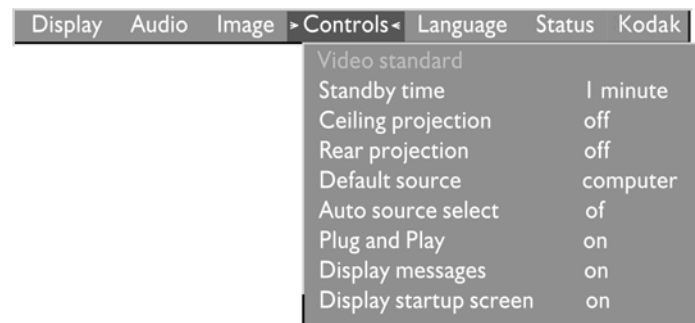 Display Audio Image ▸Controls◂ Language Status Kodak
Video standard
Standby time 1 minute
Ceiling projection off
Rear projection off
Default source computer
Auto source select of
Plug and Play on
Display messages on
Display startup screen on